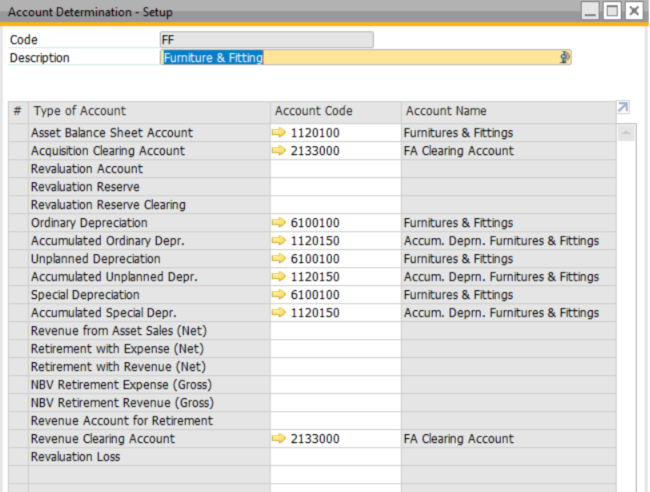 Account Determination - Setup
Code FF
Description Furniture & Fitting
# Type of Account Account Code Account Name
Asset Balance Sheet Account 1120100 Furnitures & Fittings
Acquisition Clearing Account 2133000 FA Clearing Account
Revaluation Account
Revaluation Reserve
Revaluation Reserve Clearing
Ordinary Depreciation 6100100 Furnitures & Fittings
Accumulated Ordinary Depr. 1120150 Accum. Deprn. Furnitures & Fittings
Unplanned Depreciation 6100100 Furnitures & Fittings
Accumulated Unplanned Depr. 1120150 Accum. Deprn. Furnitures & Fittings
Special Depreciation 6100100 Furnitures & Fittings
Accumulated Special Depr. 1120150 Accum. Deprn. Furnitures & Fittings
Revenue from Asset Sales (Net)
Retirement with Expense (Net)
Retirement with Revenue (Net)
NBV Retirement Expense (Gross)
NBV Retirement Revenue (Gross)
Revenue Account for Retirement
Revenue Clearing Account 2133000 FA Clearing Account
Revaluation Loss